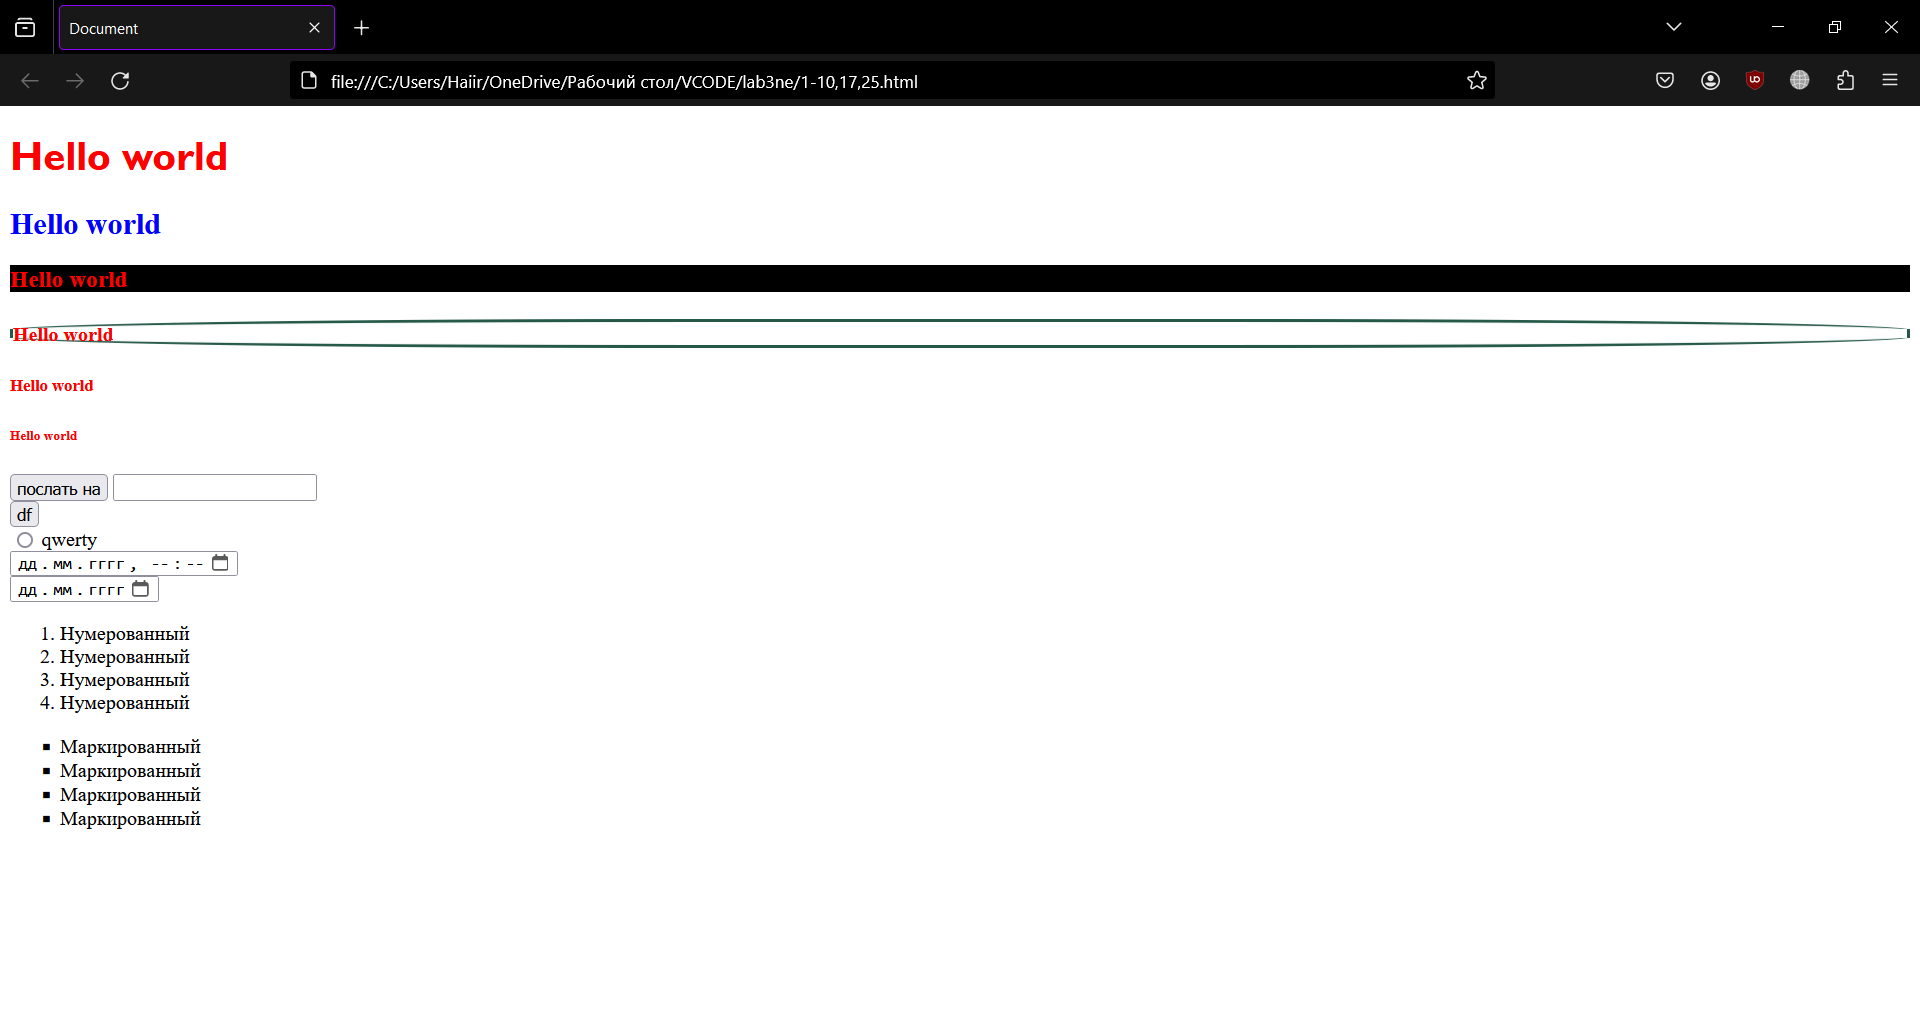 Document
file:///C:/Users/Haiir/OneDrive/Рабочий стол/VCODE/lab3ne/1-10,17,25.html
Hello world
Hello world
Hello world
Hello world
Hello world
Hello world
послать на
df
qwerty
дд.мм.гггг, --:--
дд.мм.гггг
1. Нумерованный
2. Нумерованный
3. Нумерованный
4. Нумерованный
▪ Маркированный
▪ Маркированный
▪ Маркированный
▪ Маркированный